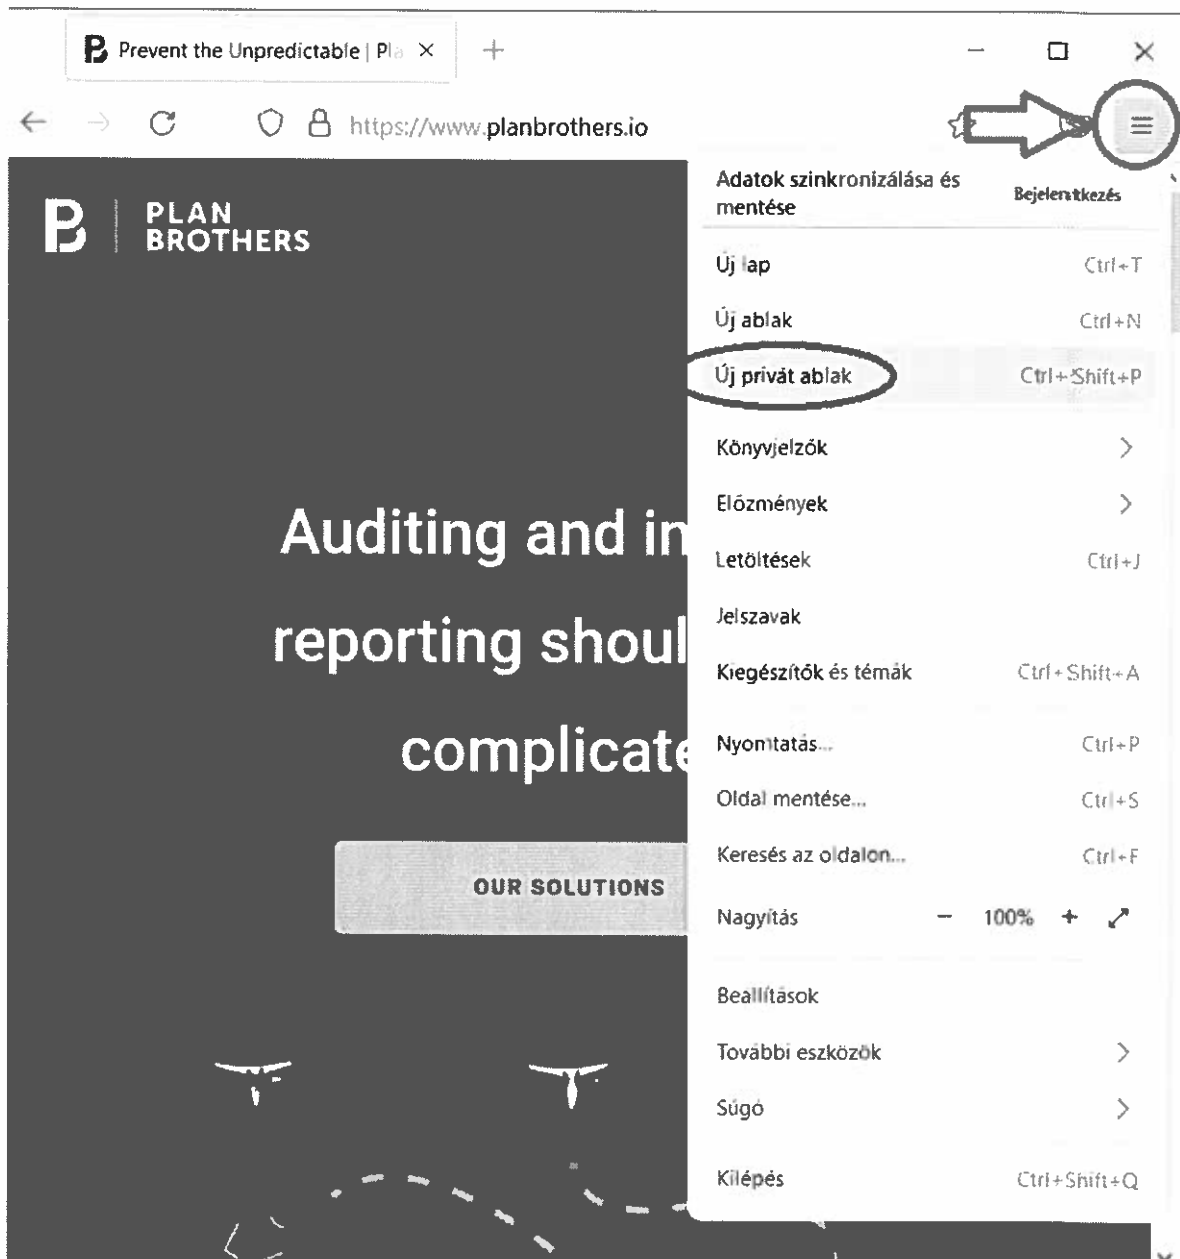 Prevent the Unpredictable | Pla
https://www.planbrothers.io
PLAN
BROTHERS
Adatok szinkronizálása és
mentése
Bejelentkezés
Új lap Ctrl+T
Új ablak Ctrl+N
Új privát ablak Ctrl+Shift+P
Könyvjelzők
Előzmények
Letöltések Ctrl+J
Jelszavak
Kiegészítők és témák Ctrl+Shift+A
Nyomtatás... Ctrl+P
Oldal mentése... Ctrl+S
Keresés az oldalon... Ctrl+F
Nagyítás − 100% +
Beállítások
További eszközök
Súgó
Kilépés Ctrl+Shift+Q
Auditing and in
reporting shoul
complicate
OUR SOLUTIONS